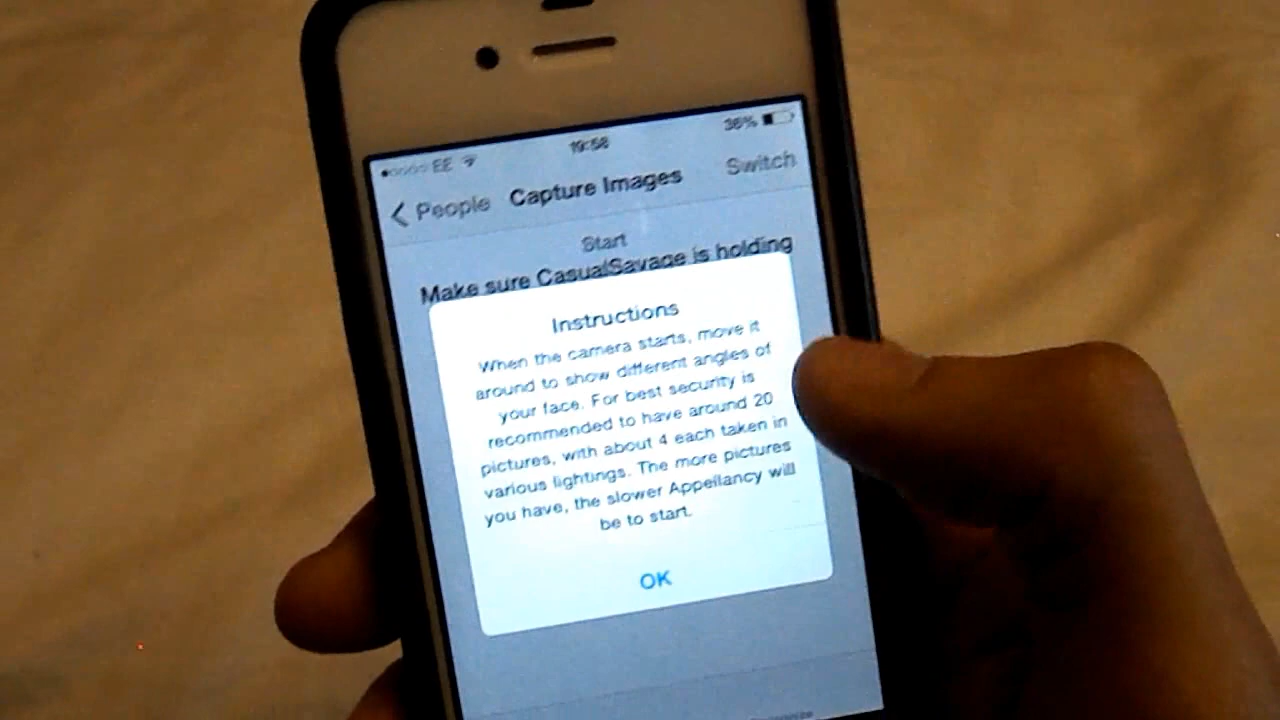 EE 19:58 36%
People Capture Images Switch
Start
Make sure CasualSavage is holding
Instructions
When the camera starts, move it
around to show different angles of
your face. For best security is
recommended to have around 20
pictures, with about 4 each taken in
various lightings. The more pictures
you have, the slower Appellancy will
be to start.
OK